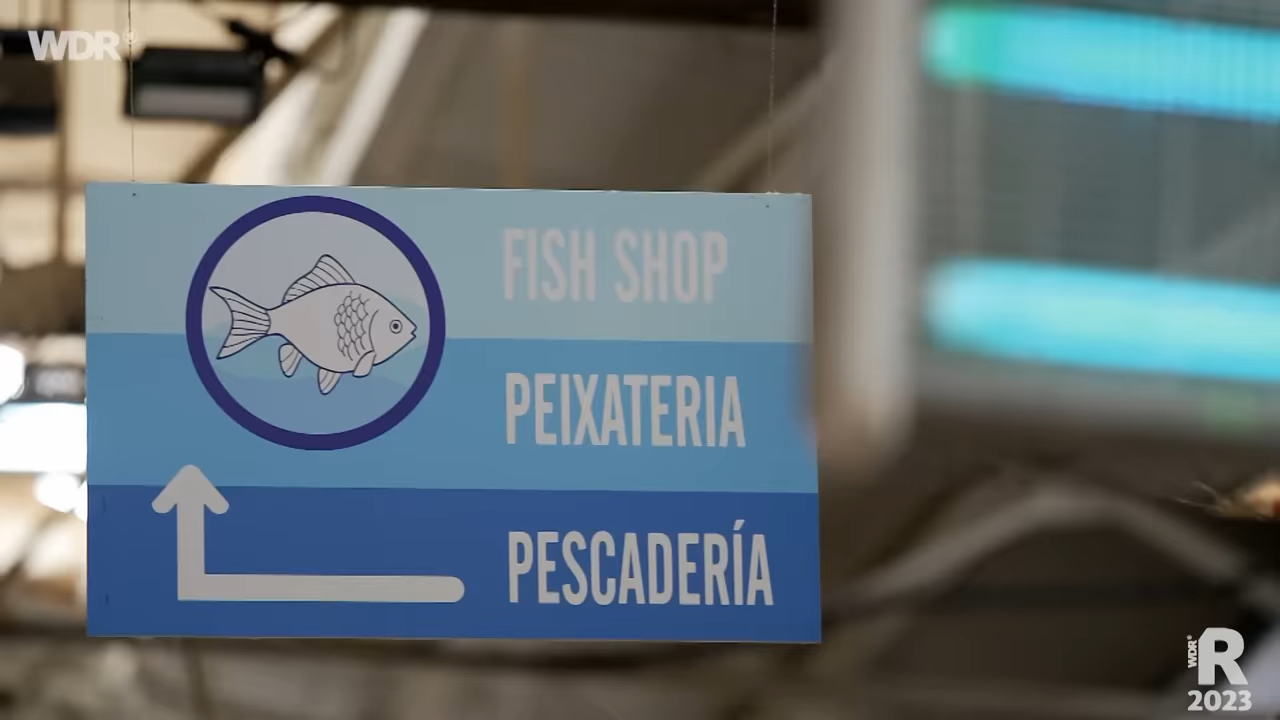 WDR
FISH SHOP
PEIXATERIA
PESCADERÍA
WDR R
2023